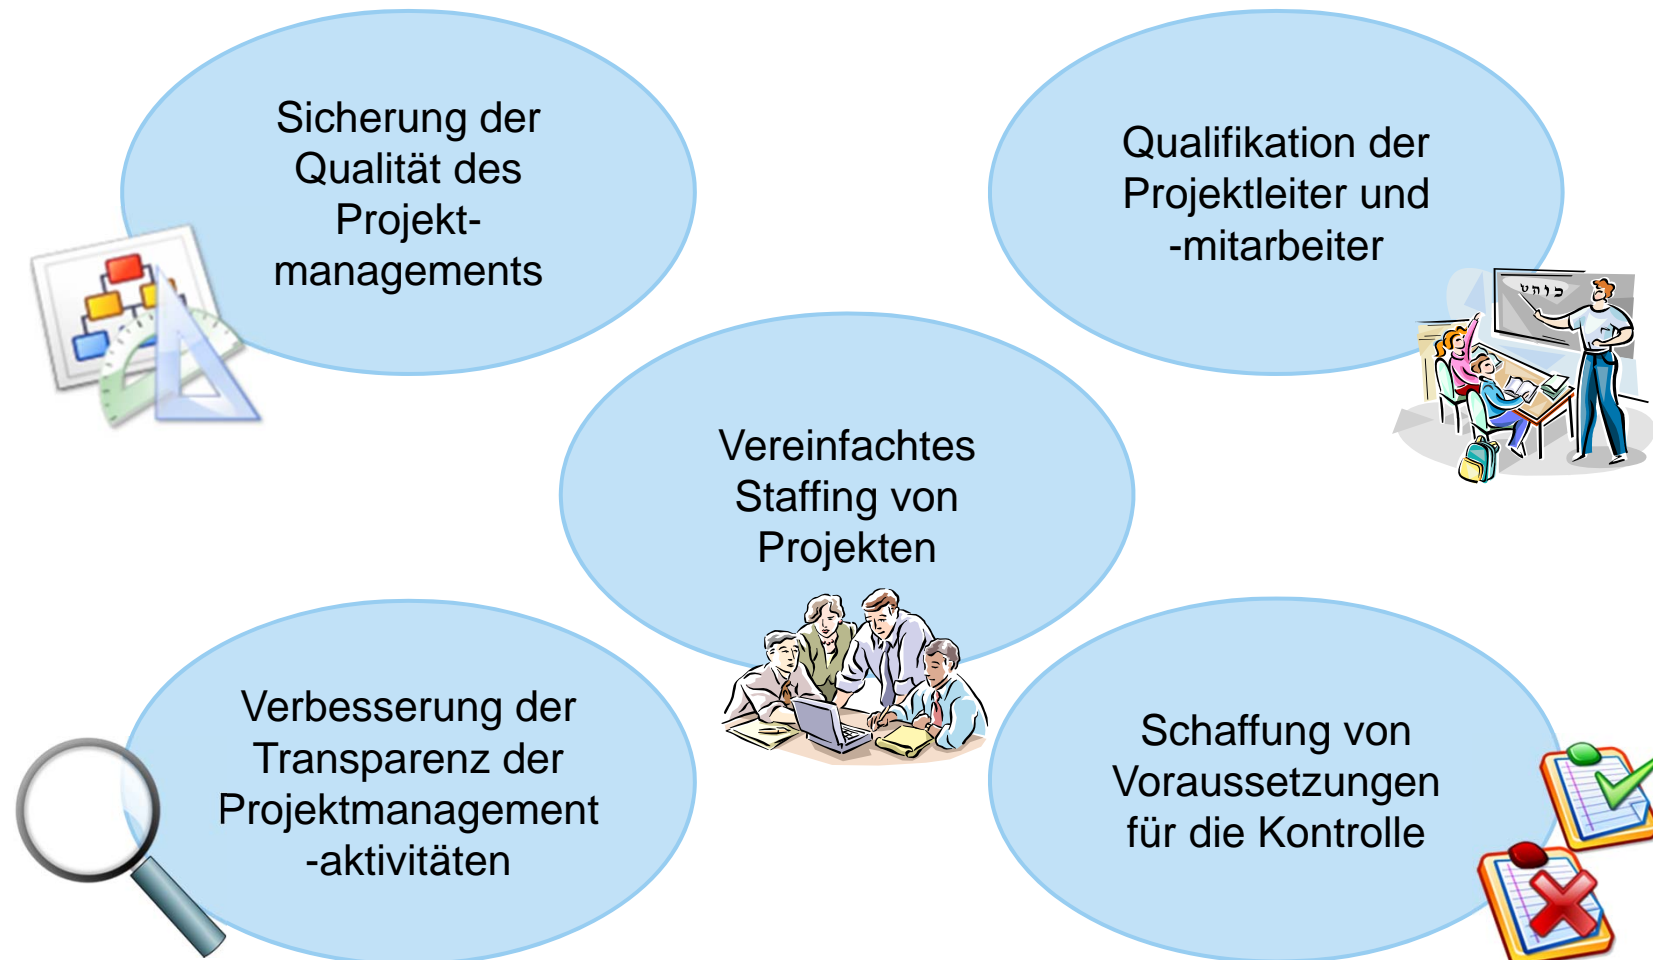 Sicherung der
Qualität des
Projekt-
managements
Qualifikation der
Projektleiter und
-mitarbeiter
Vereinfachtes
Staffing von
Projekten
Verbesserung der
Transparenz der
Projektmanagement
-aktivitäten
Schaffung von
Voraussetzungen
für die Kontrolle